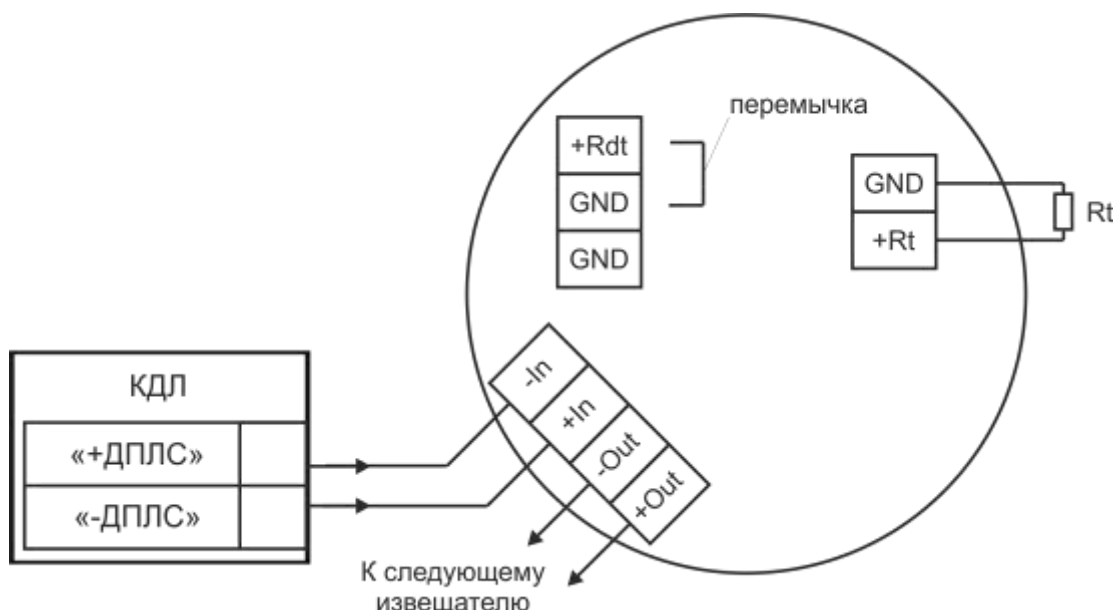 перемычка
+Rdt
GND
GND
GND
+Rt
Rt
КДЛ
«+ДПЛС»
«-ДПЛС»
-In
+In
-Out
+Out
К следующему
извещателю